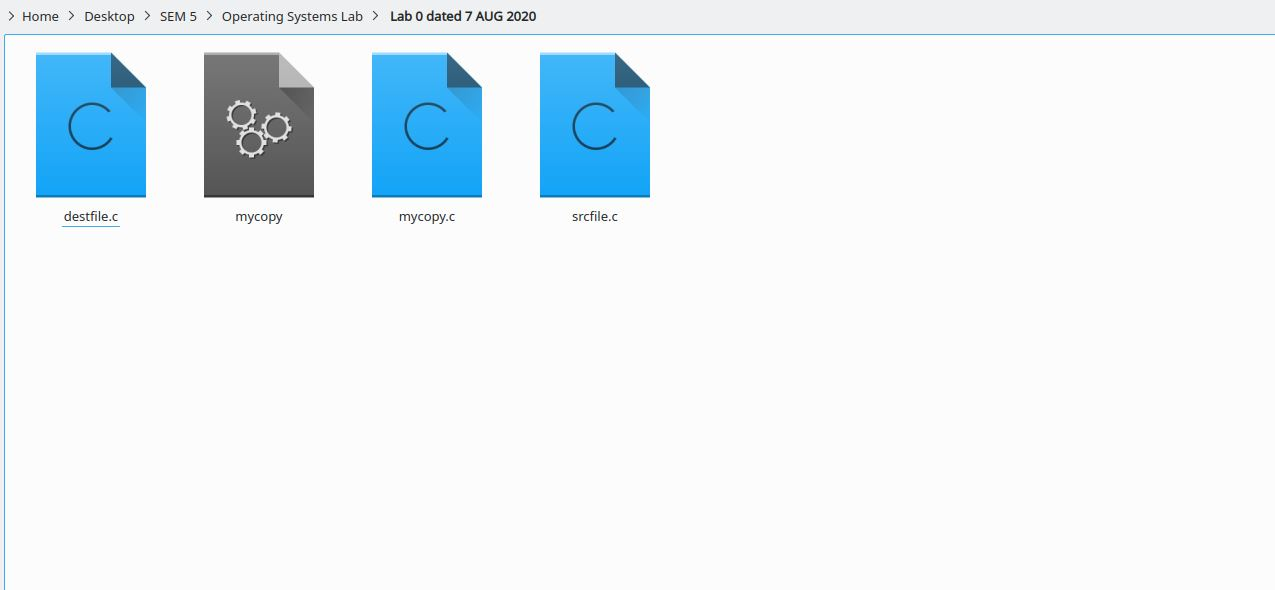 Home > Desktop > SEM 5 > Operating Systems Lab > Lab 0 dated 7 AUG 2020
destfile.c mycopy mycopy.c srcfile.c